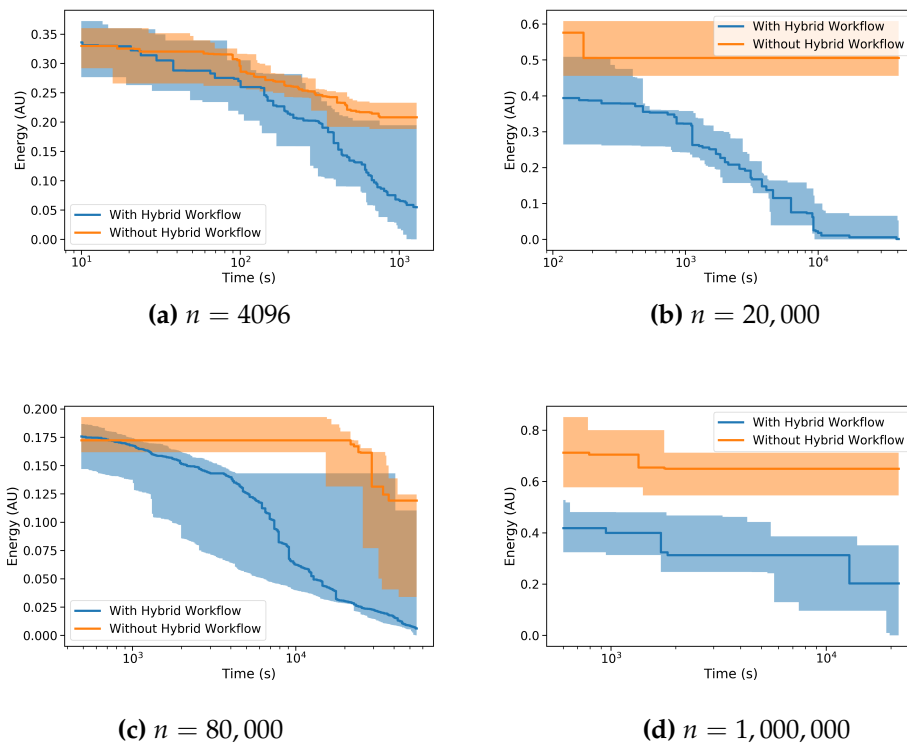 0.35
0.30
0.25
0.20
0.15
0.10
0.05
0.00
Energy (AU)
With Hybrid Workflow
Without Hybrid Workflow
10¹ 10² 10³
Time (s)
(a) n = 4096
0.6
0.5
0.4
0.3
0.2
0.1
0.0
Energy (AU)
With Hybrid Workflow
Without Hybrid Workflow
10² 10³ 10⁴
Time (s)
(b) n = 20,000
0.200
0.175
0.150
0.125
0.100
0.075
0.050
0.025
0.000
Energy (AU)
With Hybrid Workflow
Without Hybrid Workflow
10³ 10⁴
Time (s)
(c) n = 80,000
0.8
0.6
0.4
0.2
0.0
Energy (AU)
With Hybrid Workflow
Without Hybrid Workflow
10³ 10⁴
Time (s)
(d) n = 1,000,000